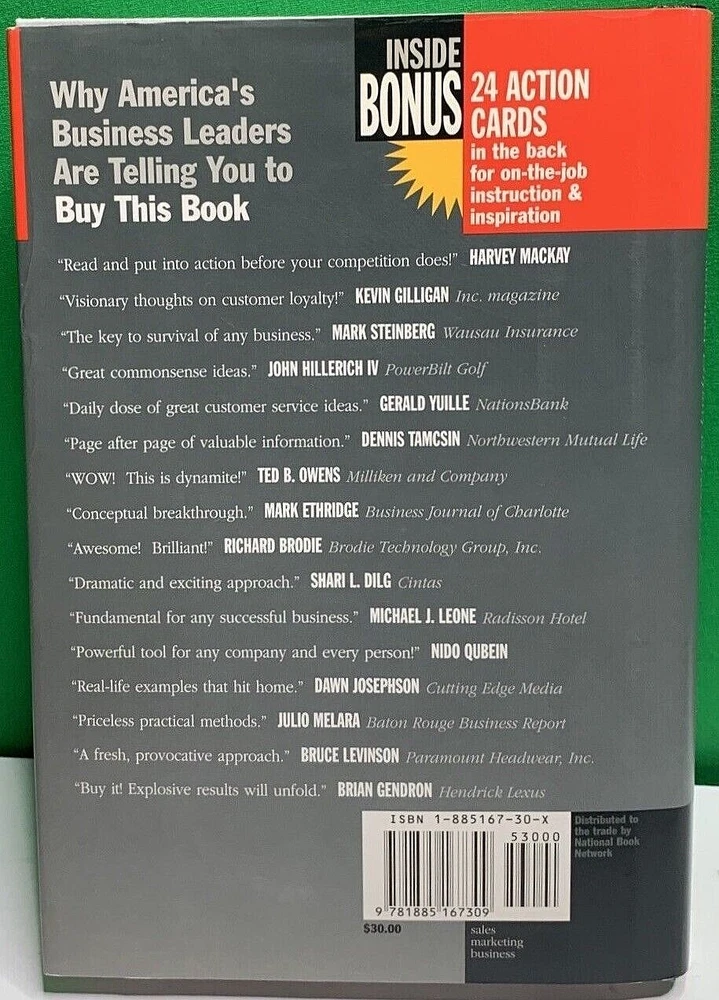 Why America's
Business Leaders
Are Telling You to
Buy This Book
INSIDE
BONUS
24 ACTION
CARDS
in the back
for on-the-job
instruction &
inspiration
“Read and put into action before your competition does!” HARVEY MACKAY
“Visionary thoughts on customer loyalty!” KEVIN GILLIGAN Inc. magazine
“The key to survival of any business.” MARK STEINBERG Wausau Insurance
“Great commonsense ideas.” JOHN HILLERICH IV PowerBilt Golf
“Daily dose of great customer service ideas.” GERALD YUILLE NationsBank
“Page after page of valuable information.” DENNIS TAMCSIN Northwestern Mutual Life
“WOW! This is dynamite!” TED B. OWENS Milliken and Company
“Conceptual breakthrough.” MARK ETHRIDGE Business Journal of Charlotte
“Awesome! Brilliant!” RICHARD BRODIE Brodie Technology Group, Inc.
“Dramatic and exciting approach.” SHARI L. DILG Cintas
“Fundamental for any successful business.” MICHAEL J. LEONE Radisson Hotel
“Powerful tool for any company and every person!” NIDO QUBEIN
“Real-life examples that hit home.” DAWN JOSEPHSON Cutting Edge Media
“Priceless practical methods.” JULIO MELARA Baton Rouge Business Report
“A fresh, provocative approach.” BRUCE LEVINSON Paramount Headwear, Inc.
“Buy it! Explosive results will unfold.” BRIAN GENDRON Hendrick Lexus
ISBN 1-885167-30-X
53000
9 781885 167309
$30.00
Distributed to
the trade by
National Book
Network
sales
marketing
business